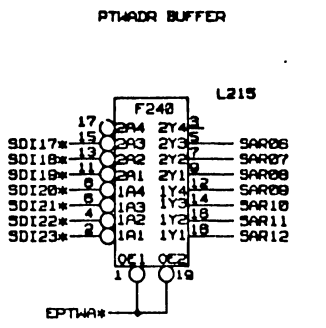 PTWADR BUFFER
L215
F240
17 2A4 2Y4 3
SDI17* 15 2A3 2Y3 5 SAR06
SDI18* 13 2A2 2Y2 7 SAR07
SDI19* 11 2A1 2Y1 9 SAR08
SDI20* 8 1A4 1Y4 12 SAR09
SDI21* 6 1A3 1Y3 14 SAR10
SDI22* 4 1A2 1Y2 16 SAR11
SDI23* 2 1A1 1Y1 18 SAR12
OE1 OE2
1 19
EPTWA*